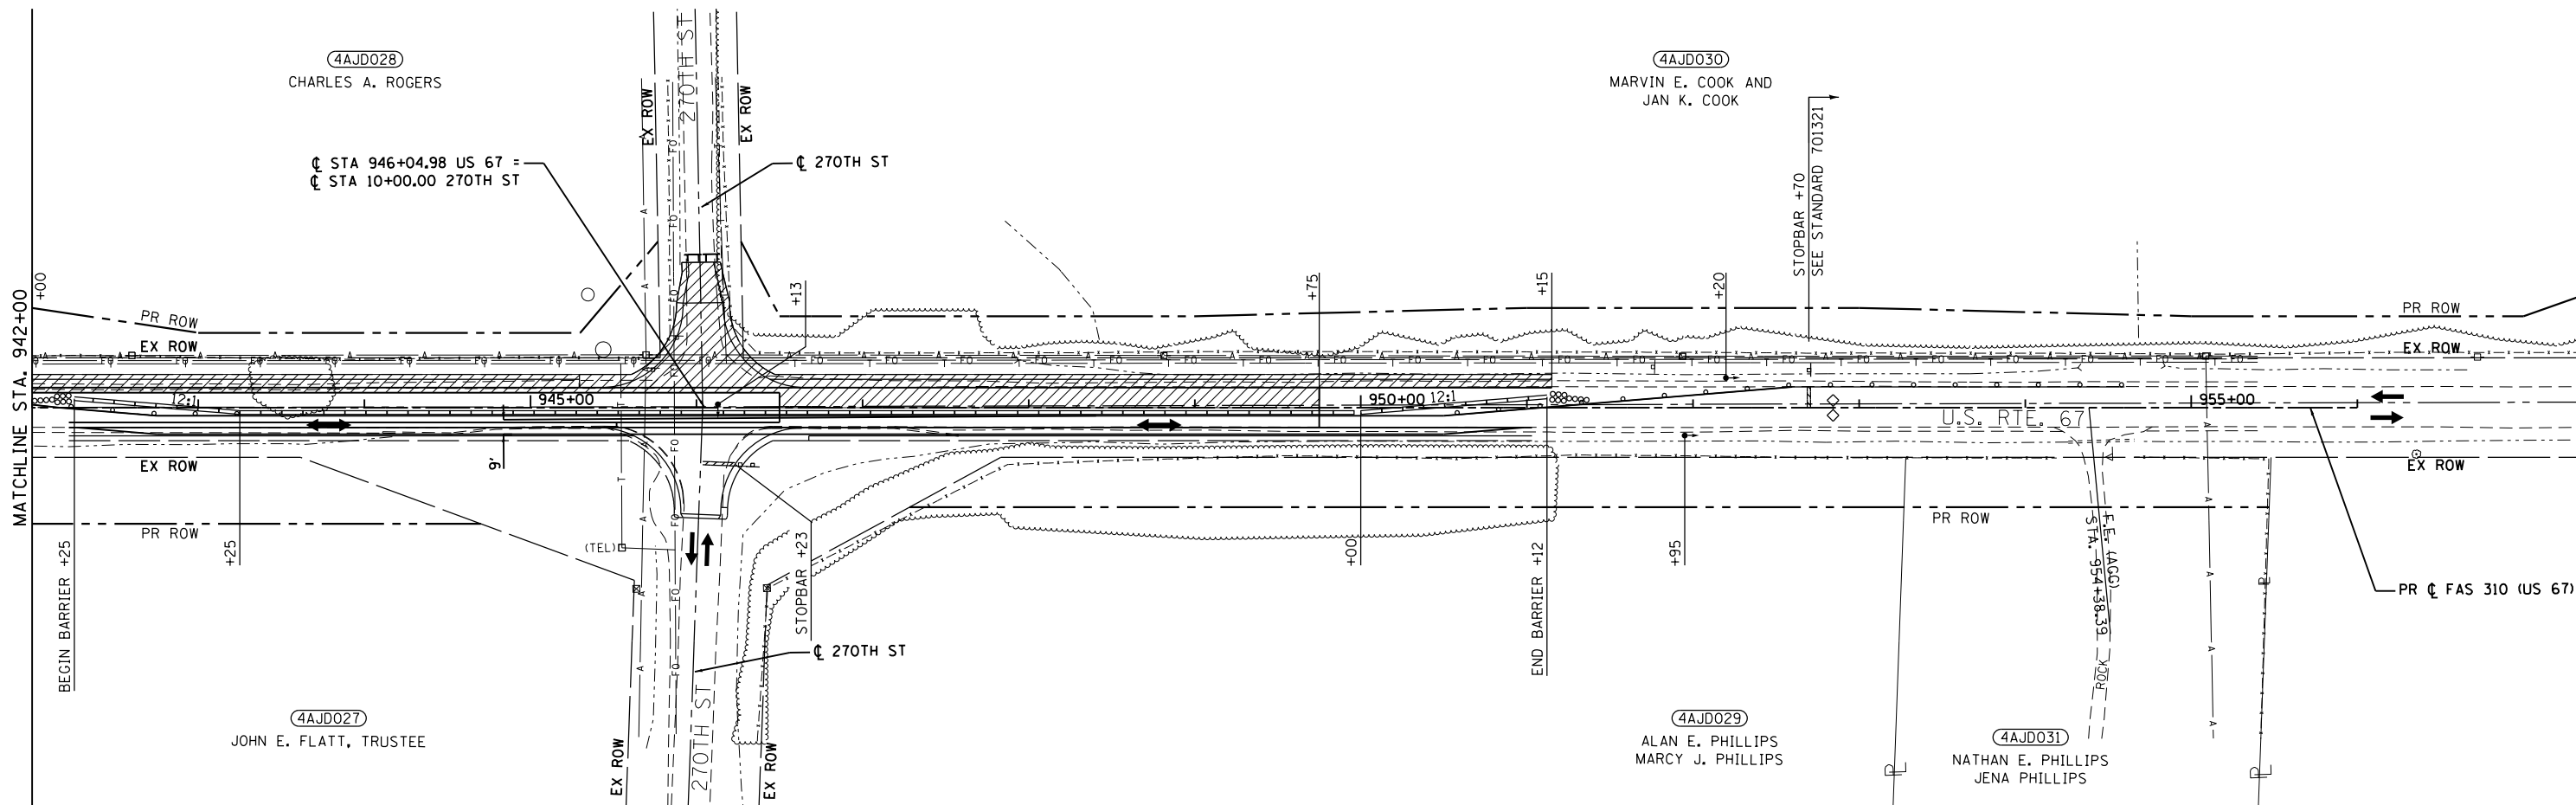 4AJD028
CHARLES A. ROGERS
4AJD030
MARVIN E. COOK AND
JAN K. COOK
270TH ST
EX ROW
EX ROW
℄ STA 946+04.98 US 67 =
℄ STA 10+00.00 270TH ST
℄ 270TH ST
STOPBAR +70
SEE STANDARD 701321
MATCHLINE STA. 942+00
+00
+13
+75
+15
+20
PR ROW
EX ROW
PR ROW
EX ROW
12:1
945+00
950+00
12:1
955+00
U.S. RTE. 67
EX ROW
9'
EX ROW
PR ROW
PR ROW
BEGIN BARRIER +25
+25
(TEL)
STOPBAR +23
+00
END BARRIER +12
+95
F.E. (AGG)
STA. 954+38.39
ROCK
PR ℄ FAS 310 (US 67)
℄ 270TH ST
270TH ST
EX ROW
EX ROW
4AJD027
JOHN E. FLATT, TRUSTEE
4AJD029
ALAN E. PHILLIPS
MARCY J. PHILLIPS
4AJD031
NATHAN E. PHILLIPS
JENA PHILLIPS
PL
PL